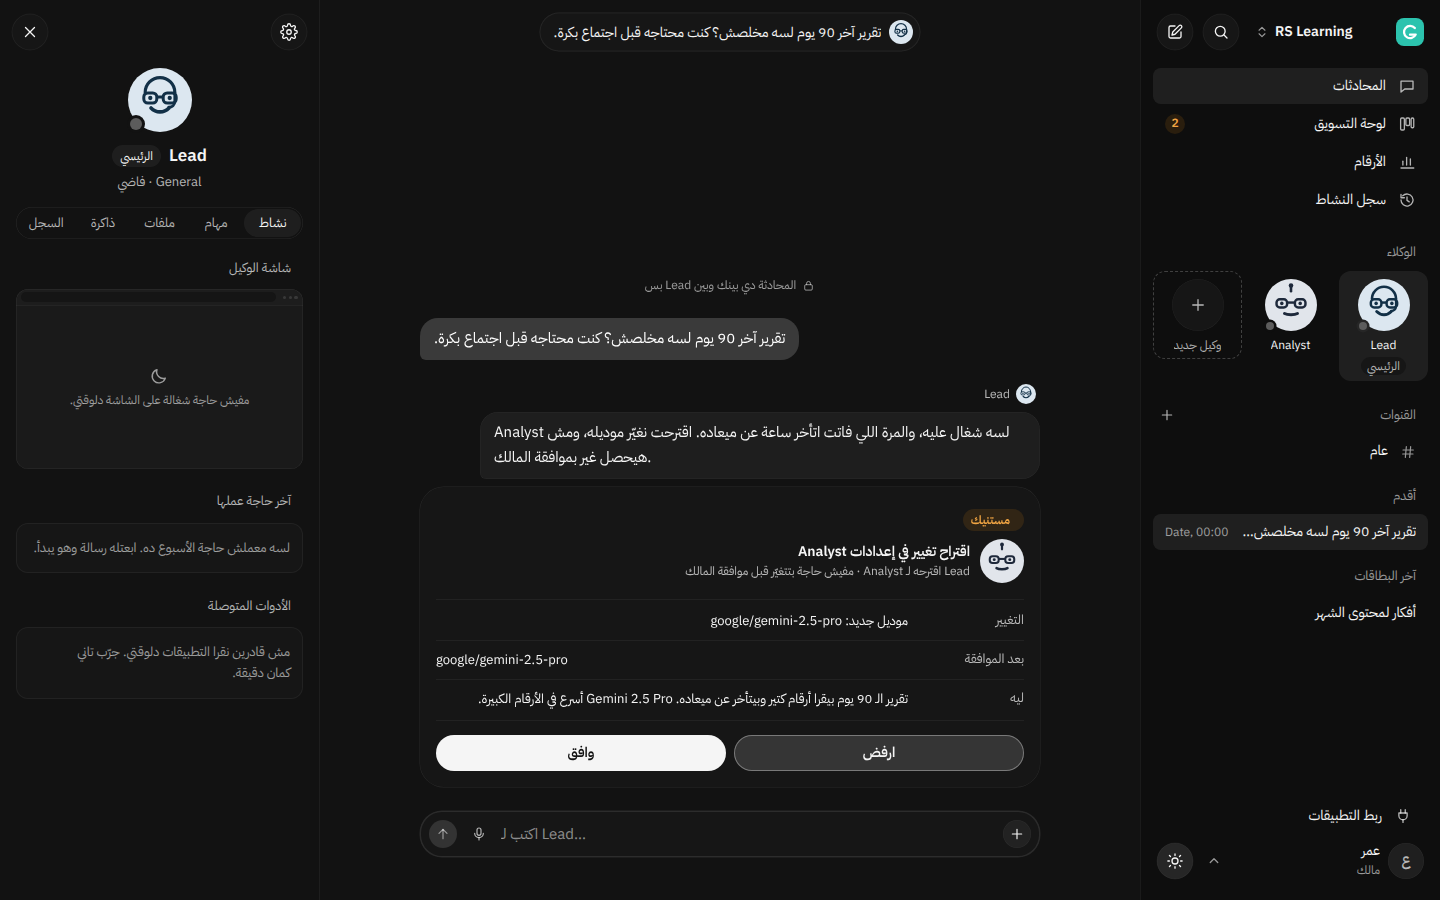 RS Learning
المحادثات
لوحة التسويق
2
الأرقام
سجل النشاط
الوكلاء
Lead
الرئيسي
Analyst
وكيل جديد
القنوات
عام
أقدم
تقرير آخر 90 يوم لسه مخلصش...
Date, 00:00
آخر البطاقات
أفكار لمحتوى الشهر
ربط التطبيقات
ع
عمر
مالك
تقرير آخر 90 يوم لسه مخلصش؟ كنت محتاجه قبل اجتماع بكرة.
المحادثة دي بينك وبين Lead بس
تقرير آخر 90 يوم لسه مخلصش؟ كنت محتاجه قبل اجتماع بكرة.
Lead
Analyst لسه شغال عليه، والمرة اللي فاتت اتأخر ساعة عن ميعاده. اقترحت نغيّر موديله، ومش
هيحصل غير بموافقة المالك.
مستنيك
اقتراح تغيير في إعدادات Analyst
Lead اقترحه لـ Analyst · مفيش حاجة بتتغيّر قبل موافقة المالك
التغيير
موديل جديد: google/gemini-2.5-pro
بعد الموافقة
google/gemini-2.5-pro
ليه
تقرير الـ 90 يوم بيقرا أرقام كتير وبيتأخر عن ميعاده. Gemini 2.5 Pro أسرع في الأرقام الكبيرة.
ارفض
وافق
اكتب لـ Lead...
Lead
الرئيسي
General · فاضي
نشاط
مهام
ملفات
ذاكرة
السجل
شاشة الوكيل
مفيش حاجة شغالة على الشاشة دلوقتي.
آخر حاجة عملها
لسه معملش حاجة الأسبوع ده. ابعتله رسالة وهو يبدأ.
الأدوات المتوصلة
مش قادرين نقرا التطبيقات دلوقتي. جرّب تاني
كمان دقيقة.